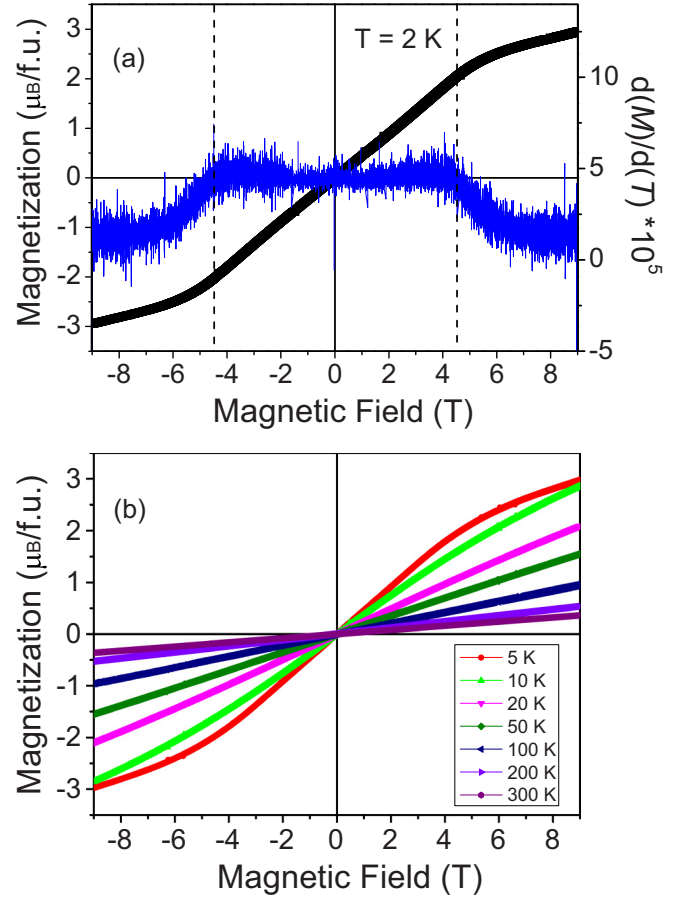 (a)
T = 2 K
Magnetization (μB/f.u.)
3
2
1
0
-1
-2
-3
10
5
0
-5
d(M)/d(T) *10⁵
-8 -6 -4 -2 0 2 4 6 8
Magnetic Field (T)
(b)
Magnetization (μB/f.u.)
3
2
1
0
-1
-2
-3
5 K
10 K
20 K
50 K
100 K
200 K
300 K
-8 -6 -4 -2 0 2 4 6 8
Magnetic Field (T)